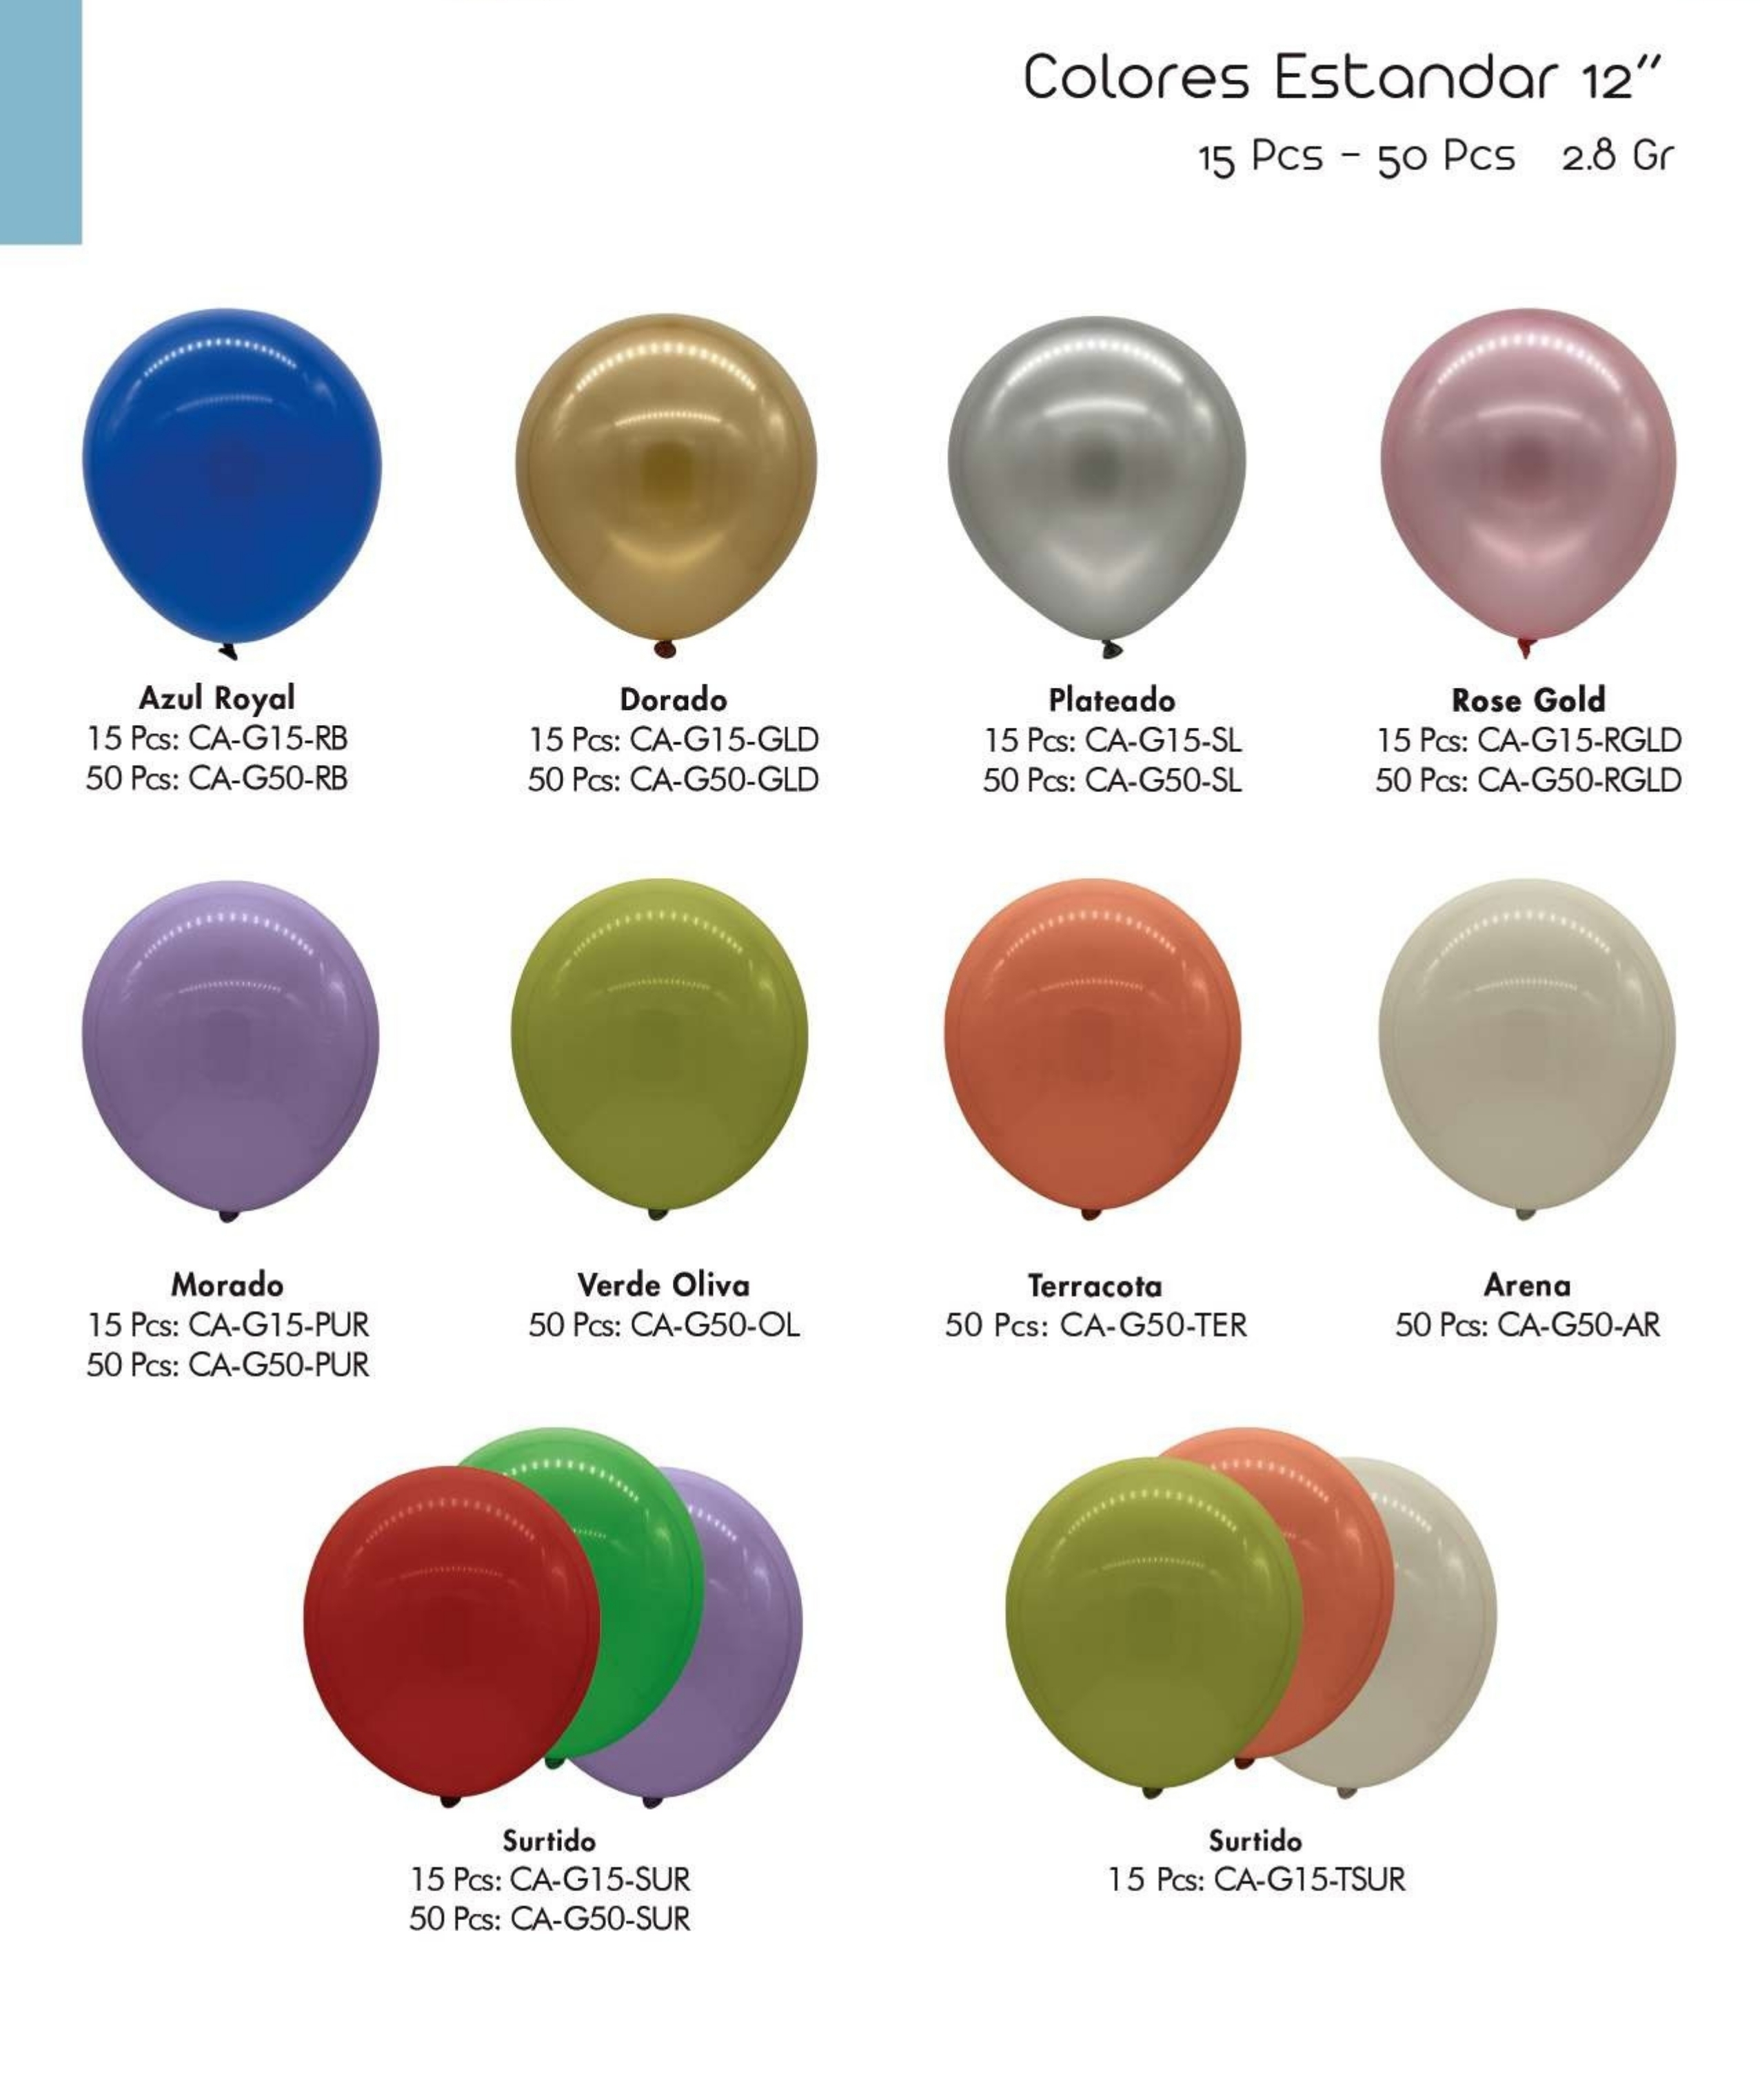 Colores Estandar 12"
15 Pcs - 50 Pcs 2.8 Gr
Azul Royal
15 Pcs: CA-G15-RB
50 Pcs: CA-G50-RB
Dorado
15 Pcs: CA-G15-GLD
50 Pcs: CA-G50-GLD
Plateado
15 Pcs: CA-G15-SL
50 Pcs: CA-G50-SL
Rose Gold
15 Pcs: CA-G15-RGLD
50 Pcs: CA-G50-RGLD
Morado
15 Pcs: CA-G15-PUR
50 Pcs: CA-G50-PUR
Verde Oliva
50 Pcs: CA-G50-OL
Terracota
50 Pcs: CA-G50-TER
Arena
50 Pcs: CA-G50-AR
Surtido
15 Pcs: CA-G15-SUR
50 Pcs: CA-G50-SUR
Surtido
15 Pcs: CA-G15-TSUR